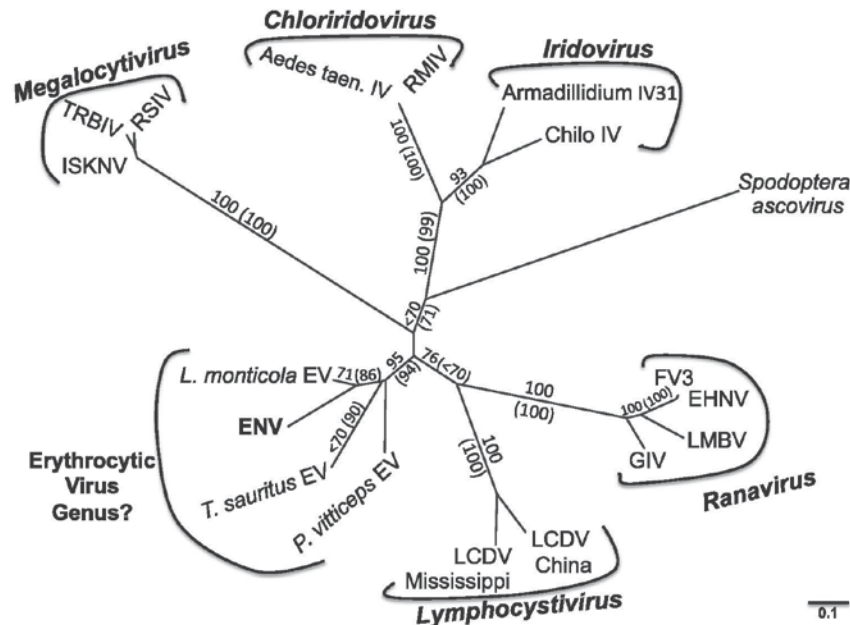 Chloriridovirus
Aedes taen. IV
RMIV
Iridovirus
Armadillidium IV31
Chilo IV
Megalocytivirus
TRBIV
RSIV
ISKNV
100 (100)
93
(100)
Spodoptera
ascovirus
100 (100)
100 (99)
<70
(71)
L. monticola EV
71(86)
95
(94)
76(<70)
ENV
<70 (90)
T. sauritus EV
P. vitticeps EV
Erythrocytic
Virus
Genus?
100
(100)
100 (100)
FV3
EHNV
LMBV
GIV
Ranavirus
100
(100)
LCDV
Mississippi
LCDV
China
Lymphocystivirus
0.1